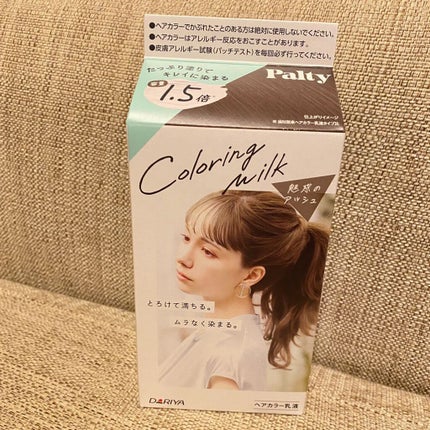 ●ヘアカラーでかぶれたことのある方は絶対に使用しないでください。
●ヘアカラーはアレルギー反応をおこすことがあります。
●皮膚アレルギー試験(パッチテスト)を毎回必ず行ってください。
たっぷり塗りで
キレイに染まる
1.5倍
Palty
仕上がりイメージ
Coloring
Milk
魅惑の
アッシュ
とろけて満ちる。
ムラなく染まる。
DARIYA
ヘアカラー乳液